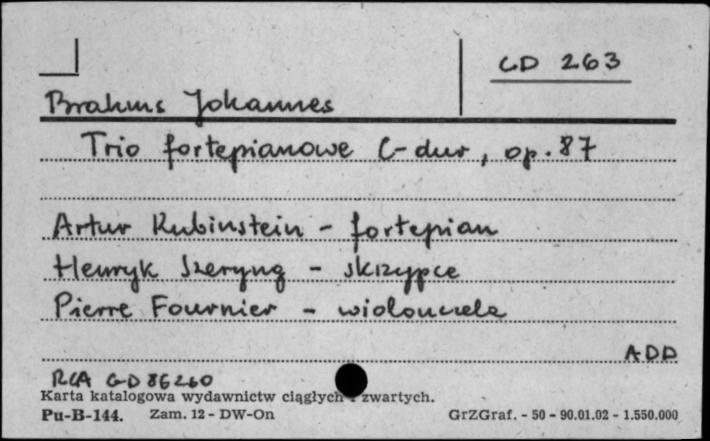 CD 263
Brahms Johannes
Trio fortepianowe C-dur, op. 87
Artur Rubinstein - fortepian
Henryk Szeryng - skrzypce
Pierre Fournier - wiolonczela
ADD
RCA GD 86260
Karta katalogowa wydawnictw ciągłych i zwartych.
Pu-B-144. Zam. 12 - DW-On GrZGraf. - 50 - 90.01.02 - 1.550.000